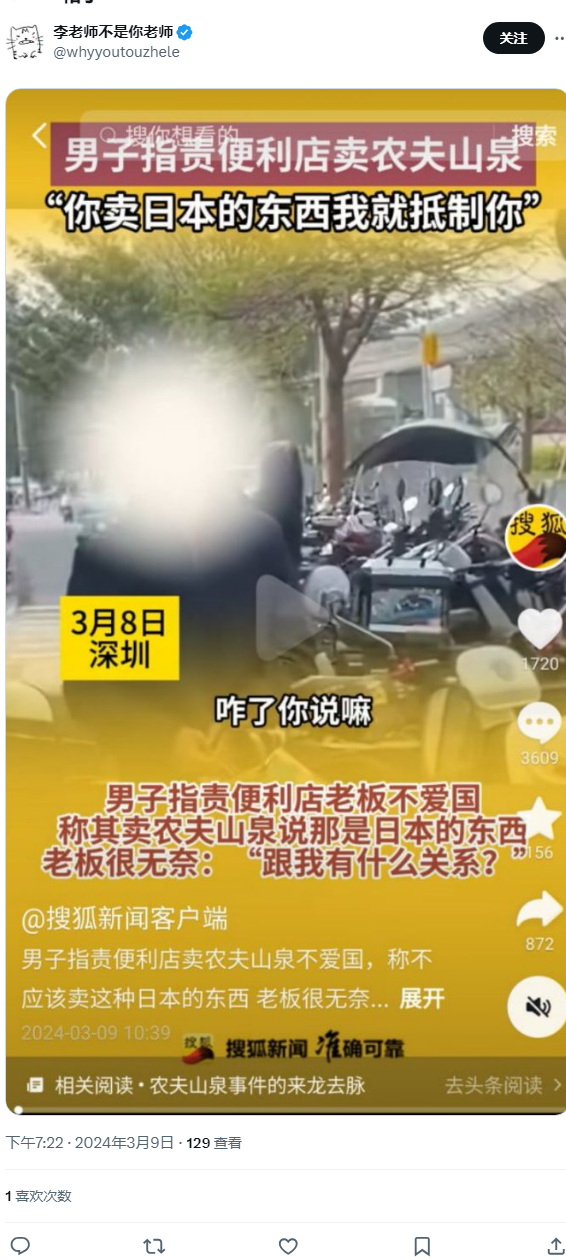 李老师不是你老师
@whyyoutouzhele
关注
搜你想看的
搜索
男子指责便利店卖农夫山泉
“你卖日本的东西我就抵制你”
搜狐
3月8日
深圳
1720
咋了你说嘛
3609
男子指责便利店老板不爱国
称其卖农夫山泉说那是日本的东西
老板很无奈：“跟我有什么关系？”
156
@搜狐新闻客户端
872
男子指责便利店卖农夫山泉不爱国，称不
应该卖这种日本的东西 老板很无奈... 展开
2024-03-09 10:39
搜狐 搜狐新闻 准确可靠
相关阅读·农夫山泉事件的来龙去脉
去头条阅读
下午7:22 · 2024年3月9日 · 129 查看
1 喜欢次数